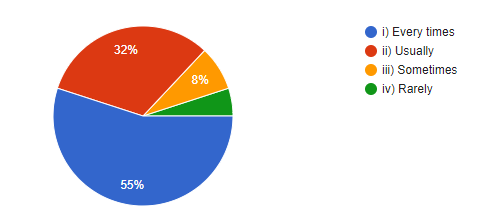 32%
8%
55%
i) Every times
ii) Usually
iii) Sometimes
iv) Rarely